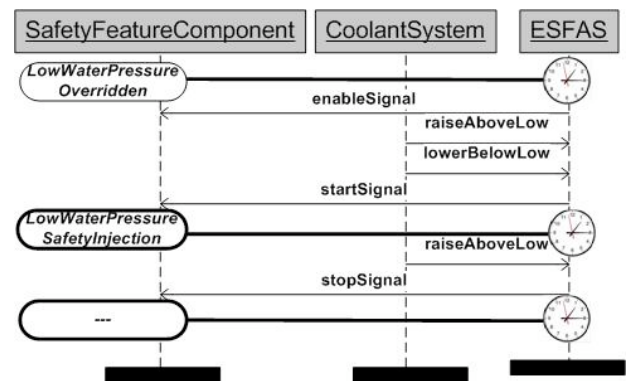 SafetyFeatureComponent
CoolantSystem
ESFAS
LowWaterPressure
Overridden
enableSignal
raiseAboveLow
lowerBelowLow
startSignal
LowWaterPressure
SafetyInjection
raiseAboveLow
stopSignal
---